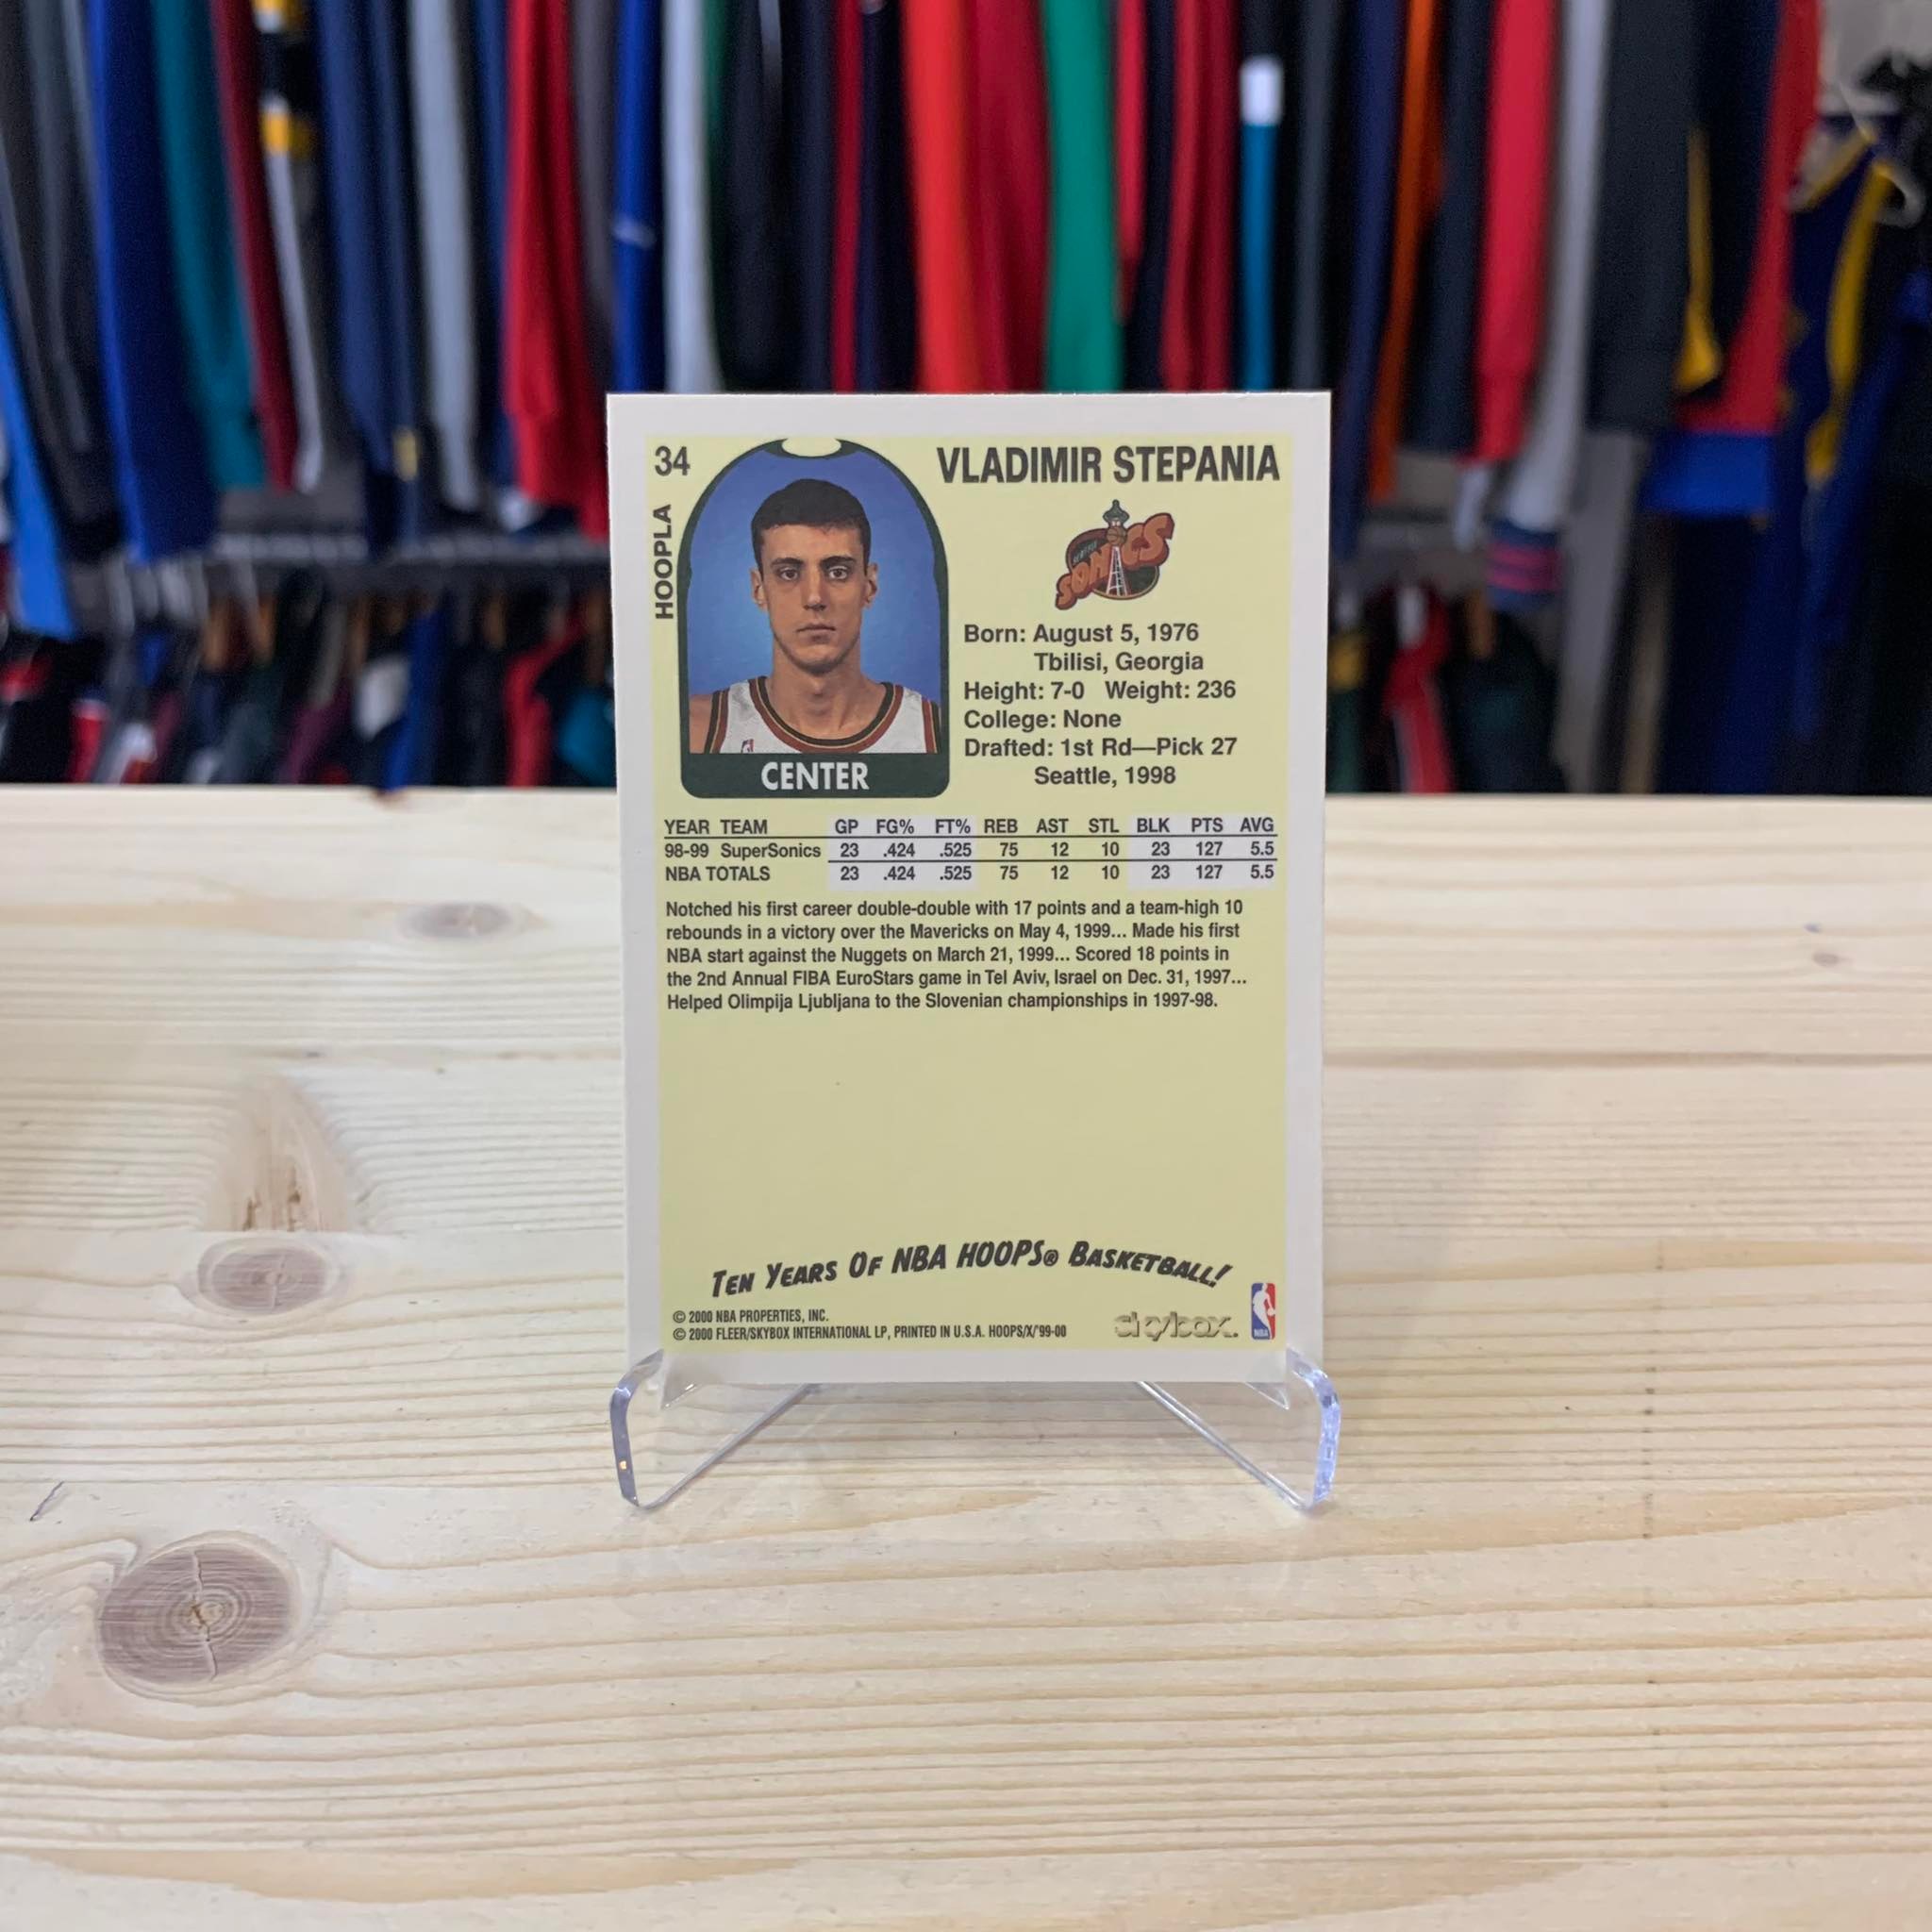 34
HOOPLA
VLADIMIR STEPANIA
SEATTLE
SONICS
Born: August 5, 1976
Tbilisi, Georgia
Height: 7-0 Weight: 236
College: None
Drafted: 1st Rd—Pick 27
Seattle, 1998
CENTER
YEAR TEAM GP FG% FT% REB AST STL BLK PTS AVG
98-99 SuperSonics 23 .424 .525 75 12 10 23 127 5.5
NBA TOTALS 23 .424 .525 75 12 10 23 127 5.5
Notched his first career double-double with 17 points and a team-high 10
rebounds in a victory over the Mavericks on May 4, 1999... Made his first
NBA start against the Nuggets on March 21, 1999... Scored 18 points in
the 2nd Annual FIBA EuroStars game in Tel Aviv, Israel on Dec. 31, 1997...
Helped Olimpija Ljubljana to the Slovenian championships in 1997-98.
TEN YEARS OF NBA HOOPS® BASKETBALL!
© 2000 NBA PROPERTIES, INC.
© 2000 FLEER/SKYBOX INTERNATIONAL LP, PRINTED IN U.S.A. HOOPS/X/'99-00
skybox.
NBA